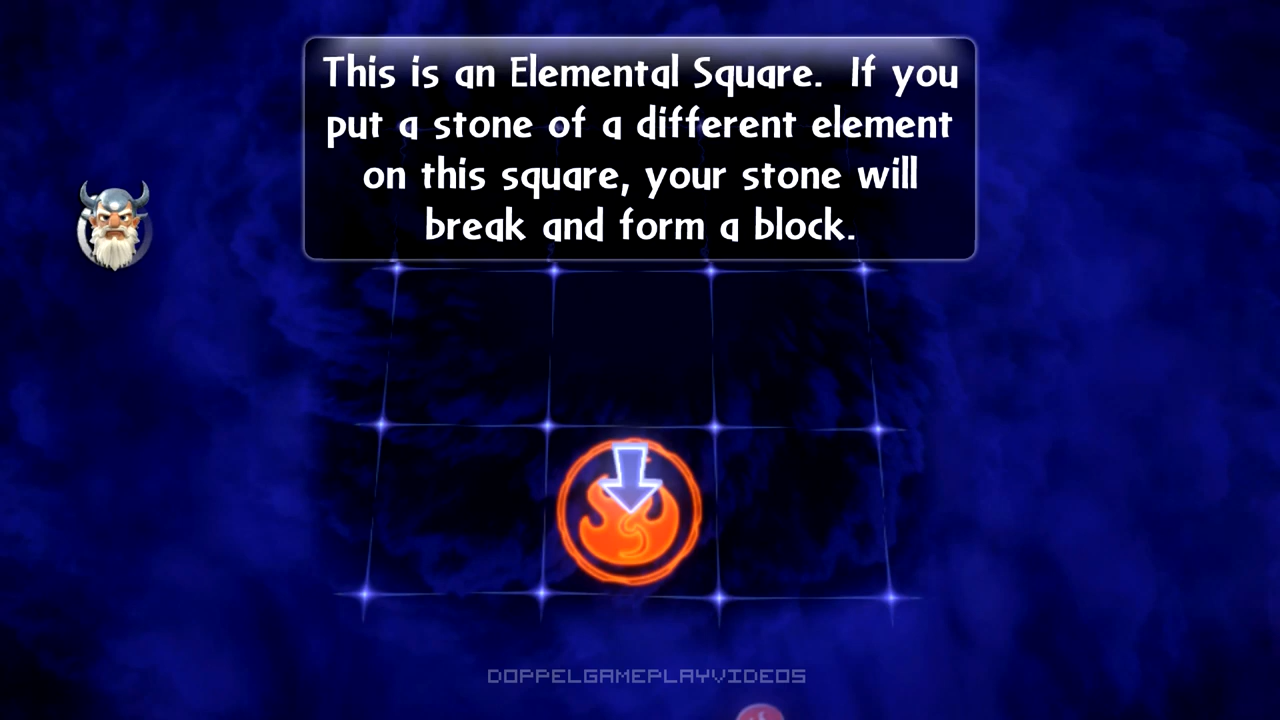 This is an Elemental Square.  If you
put a stone of a different element
on this square, your stone will
break and form a block.
DOPPELGAMEPLAYVIDEOS